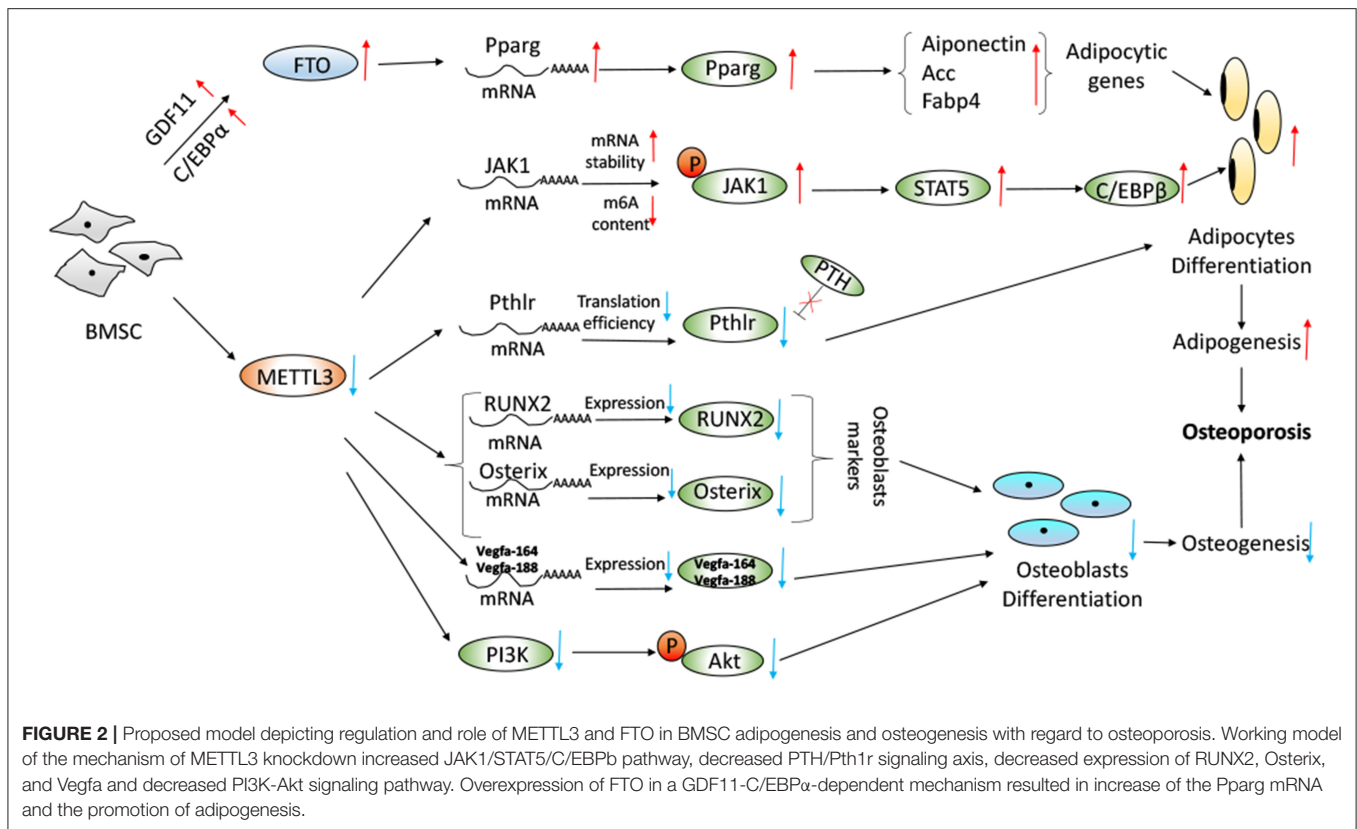 FTO
GDF11
C/EBPα
Pparg
AAAAA
mRNA
Pparg
Aiponectin
Acc
Fabp4
Adipocytic
genes
JAK1
AAAAA
mRNA
mRNA
stability
m6A
content
P
JAK1
STAT5
C/EBPβ
BMSC
METTL3
Pthlr
AAAAA
mRNA
Translation
efficiency
Pthlr
PTH
Adipocytes
Differentiation
Adipogenesis
Osteoporosis
RUNX2
AAAAA
mRNA
Expression
RUNX2
Osterix
AAAAA
mRNA
Expression
Osterix
Osteoblasts
markers
Vegfa-164
Vegfa-188
AAAAA
mRNA
Expression
Vegfa-164
Vegfa-188
PI3K
P
Akt
Osteoblasts
Differentiation
Osteogenesis
FIGURE 2 | Proposed model depicting regulation and role of METTL3 and FTO in BMSC adipogenesis and osteogenesis with regard to osteoporosis. Working model
of the mechanism of METTL3 knockdown increased JAK1/STAT5/C/EBPb pathway, decreased PTH/Pth1r signaling axis, decreased expression of RUNX2, Osterix,
and Vegfa and decreased PI3K-Akt signaling pathway. Overexpression of FTO in a GDF11-C/EBPα-dependent mechanism resulted in increase of the Pparg mRNA
and the promotion of adipogenesis.